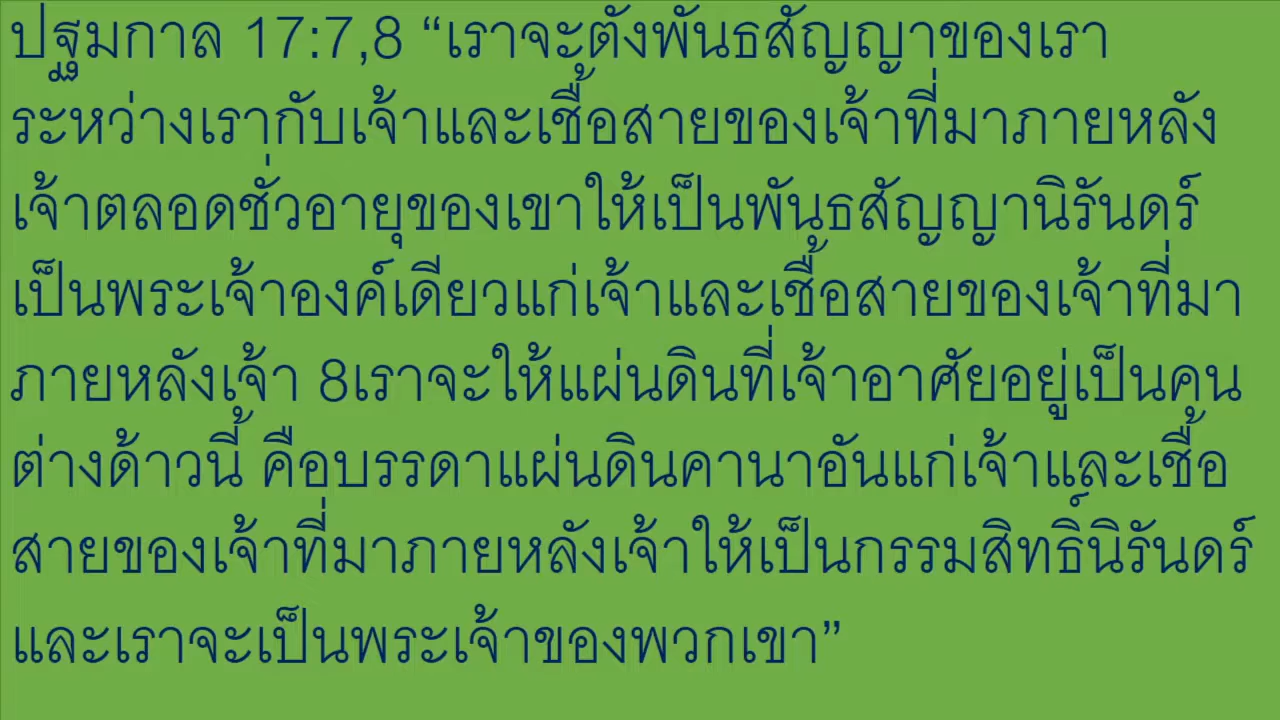 ปฐมกาล 17:7,8 “เราจะตั้งพันธสัญญาของเรา
ระหว่างเรากับเจ้าและเชื้อสายของเจ้าที่มาภายหลัง
เจ้าตลอดชั่วอายุของเขาให้เป็นพันธสัญญานิรันดร์
เป็นพระเจ้าองค์เดียวแก่เจ้าและเชื้อสายของเจ้าที่มา
ภายหลังเจ้า 8เราจะให้แผ่นดินที่เจ้าอาศัยอยู่เป็นคน
ต่างด้าวนี้ คือบรรดาแผ่นดินคานาอันแก่เจ้าและเชื้อ
สายของเจ้าที่มาภายหลังเจ้าให้เป็นกรรมสิทธิ์นิรันดร์
และเราจะเป็นพระเจ้าของพวกเขา”